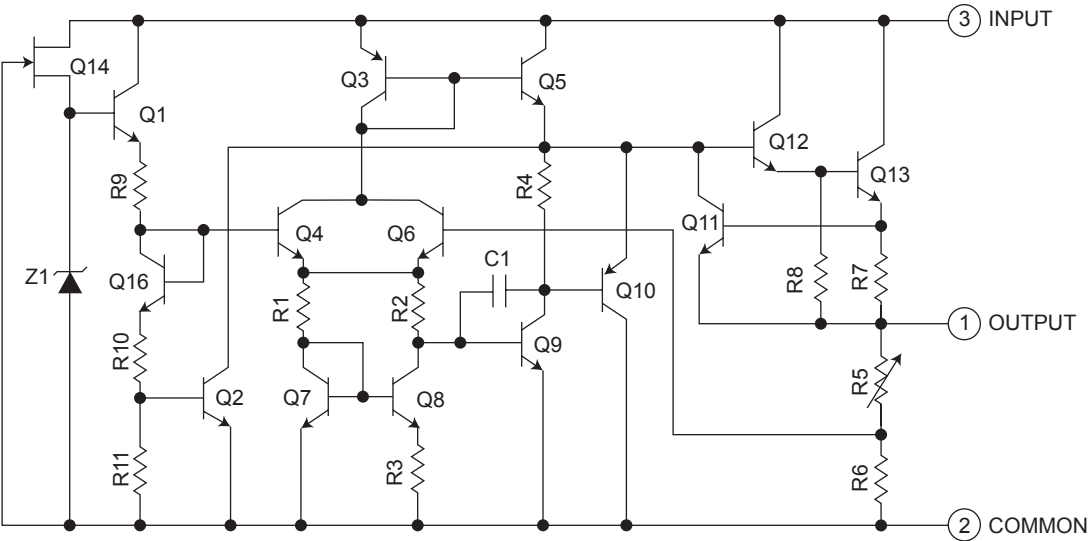 3 INPUT
Q14
Q3
Q5
Q1
Q12
Q13
R9
R4
Q4
Q6
Q11
Z1
Q16
C1
Q10
R1
R2
R8
R7
1 OUTPUT
R10
Q9
R5
Q2
Q7
Q8
R11
R3
R6
2 COMMON